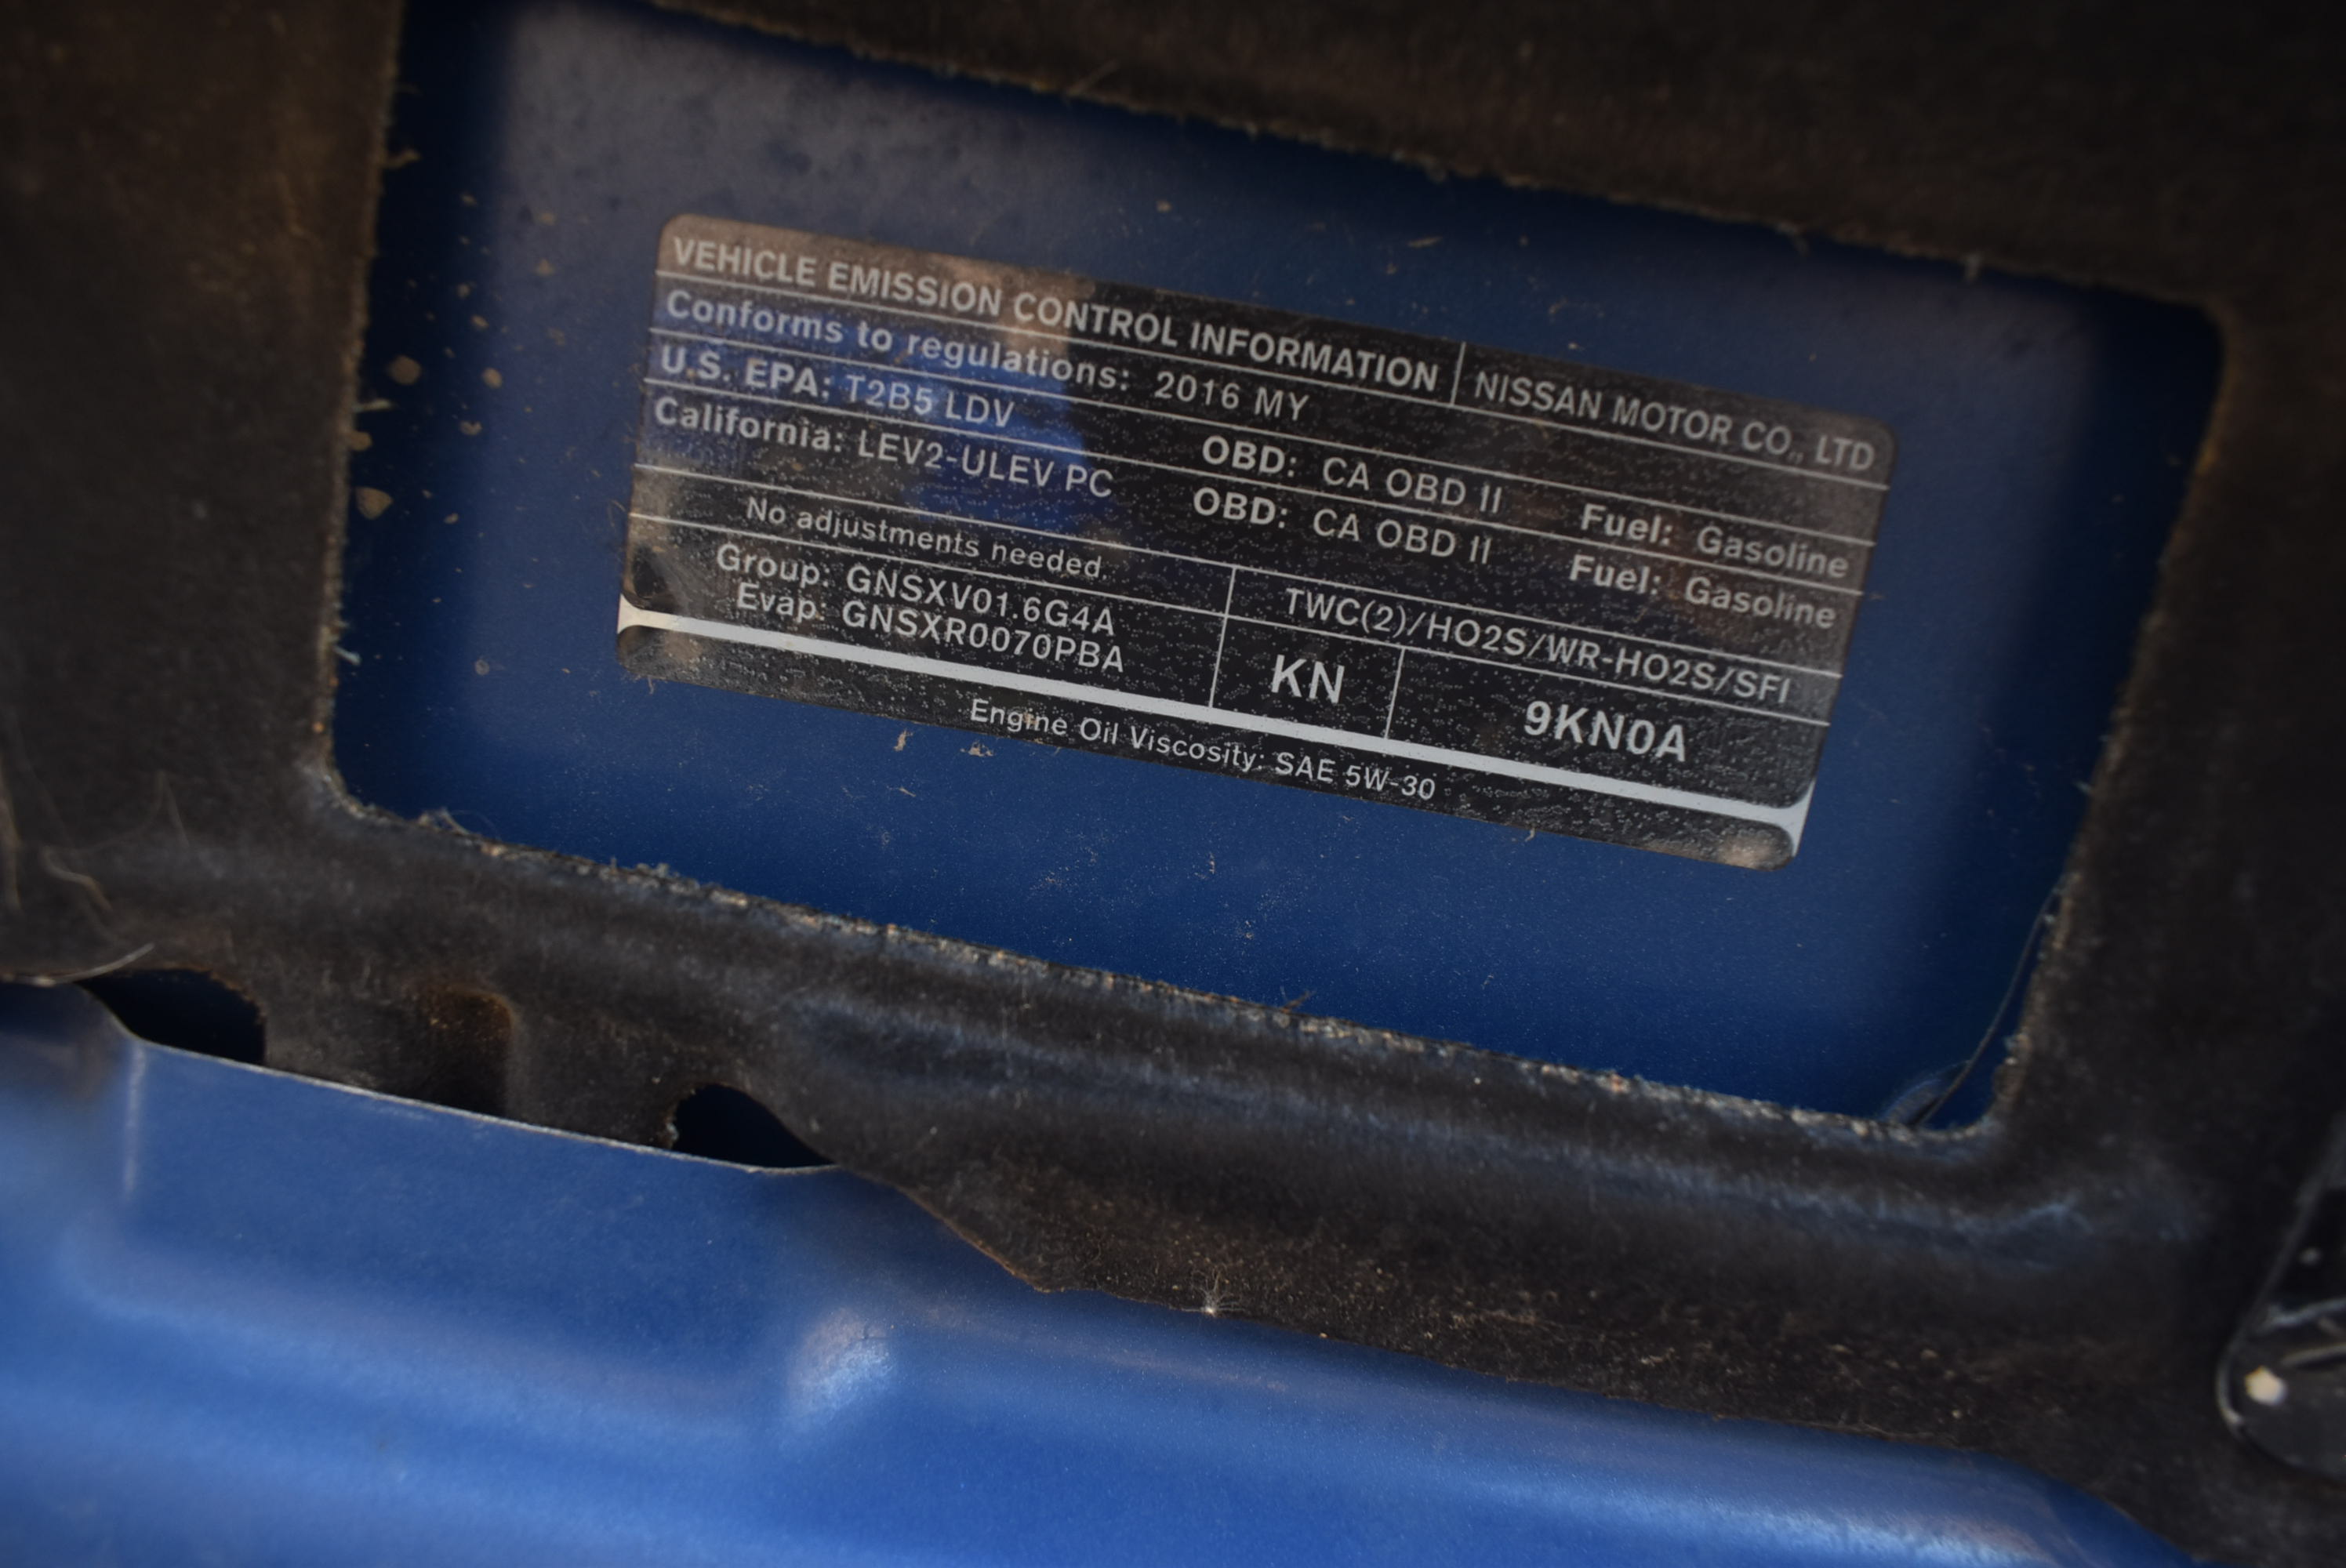 VEHICLE EMISSION CONTROL INFORMATION NISSAN MOTOR CO., LTD
Conforms to regulations: 2016 MY
U.S. EPA: T2B5 LDV OBD: CA OBD II Fuel: Gasoline
California: LEV2-ULEV PC OBD: CA OBD II Fuel: Gasoline
No adjustments needed. TWC(2)/HO2S/WR-HO2S/SFI
Group: GNSXV01.6G4A
Evap: GNSXR0070PBA
KN 9KN0A
Engine Oil Viscosity: SAE 5W-30